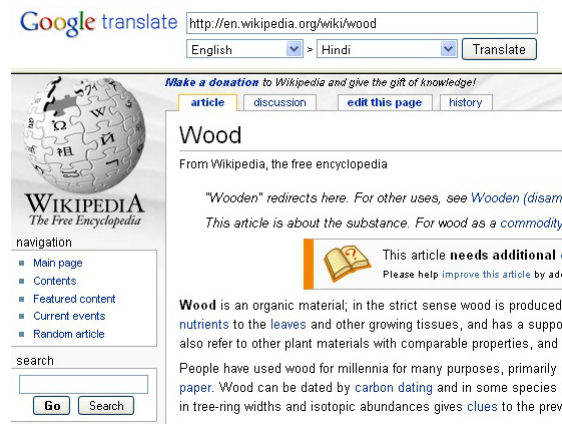 Google translate http://en.wikipedia.org/wiki/wood
English > Hindi Translate
Make a donation to Wikipedia and give the gift of knowledge!
article discussion edit this page history
Wood
From Wikipedia, the free encyclopedia
"Wooden" redirects here. For other uses, see Wooden (disam
This article is about the substance. For wood as a commodity
This article needs additional
Please help improve this article by ad
Wood is an organic material; in the strict sense wood is produced
nutrients to the leaves and other growing tissues, and has a suppo
also refer to other plant materials with comparable properties, and
People have used wood for millennia for many purposes, primarily
paper. Wood can be dated by carbon dating and in some species
in tree-ring widths and isotopic abundances gives clues to the prev
Ω W И 祖
WIKIPEDIA
The Free Encyclopedia
navigation
Main page
Contents
Featured content
Current events
Random article
search
Go Search